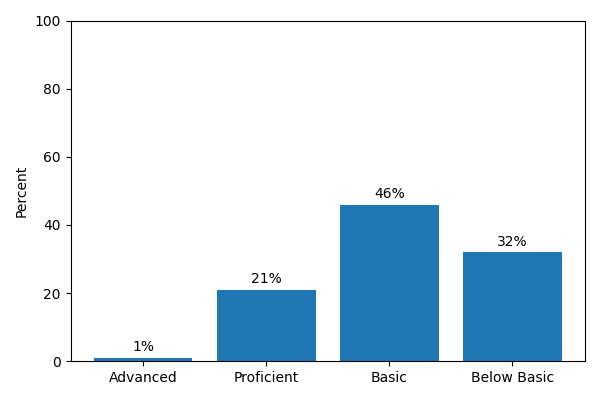 100
80
60
40
20
0
Percent
1%
21%
46%
32%
Advanced
Proficient
Basic
Below Basic